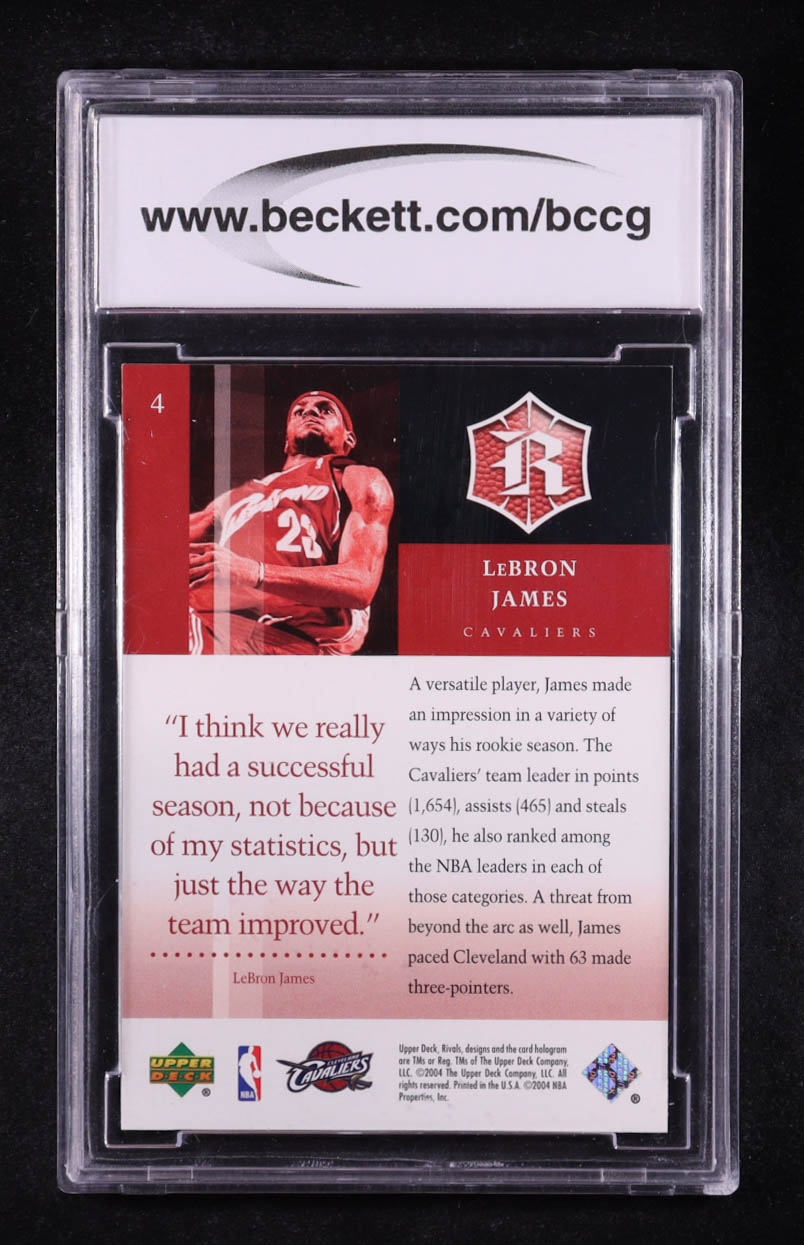 www.beckett.com/bccg
4
23
R
LEBRON
JAMES
CAVALIERS
"I think we really
had a successful
season, not because
of my statistics, but
just the way the
team improved."
LeBron James
A versatile player, James made
an impression in a variety of
ways his rookie season. The
Cavaliers' team leader in points
(1,654), assists (465) and steals
(130), he also ranked among
the NBA leaders in each of
those categories. A threat from
beyond the arc as well, James
paced Cleveland with 63 made
three-pointers.
UPPER
DECK
®
NBA
CLEVELAND
CAVALIERS
Upper Deck, Rivals, designs and the card hologram
are TMs or Reg. TMs of The Upper Deck Company,
LLC. ©2004 The Upper Deck Company, LLC. All
rights reserved. Printed in the U.S.A. ©2004 NBA
Properties, Inc.
®